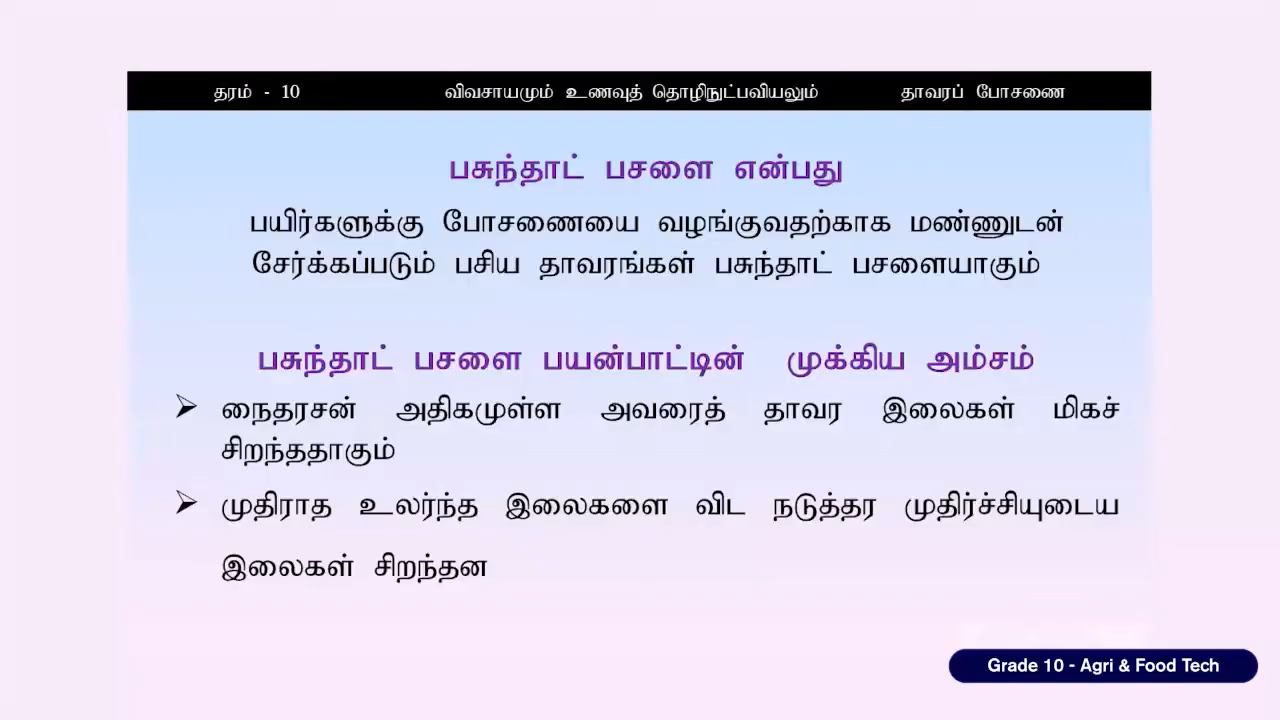 தரம் - 10 விவசாயமும் உணவுத் தொழிநுட்பவியலும் தாவரப் போசணை
பசுந்தாட் பசளை என்பது
பயிர்களுக்கு போசணையை வழங்குவதற்காக மண்ணுடன்
சேர்க்கப்படும் பசிய தாவரங்கள் பசுந்தாட் பசளையாகும்
பசுந்தாட் பசளை பயன்பாட்டின் முக்கிய அம்சம்
➢ நைதரசன் அதிகமுள்ள அவரைத் தாவர இலைகள் மிகச்
சிறந்ததாகும்
➢ முதிராத உலர்ந்த இலைகளை விட நடுத்தர முதிர்ச்சியுடைய
இலைகள் சிறந்தன
Grade 10 - Agri & Food Tech